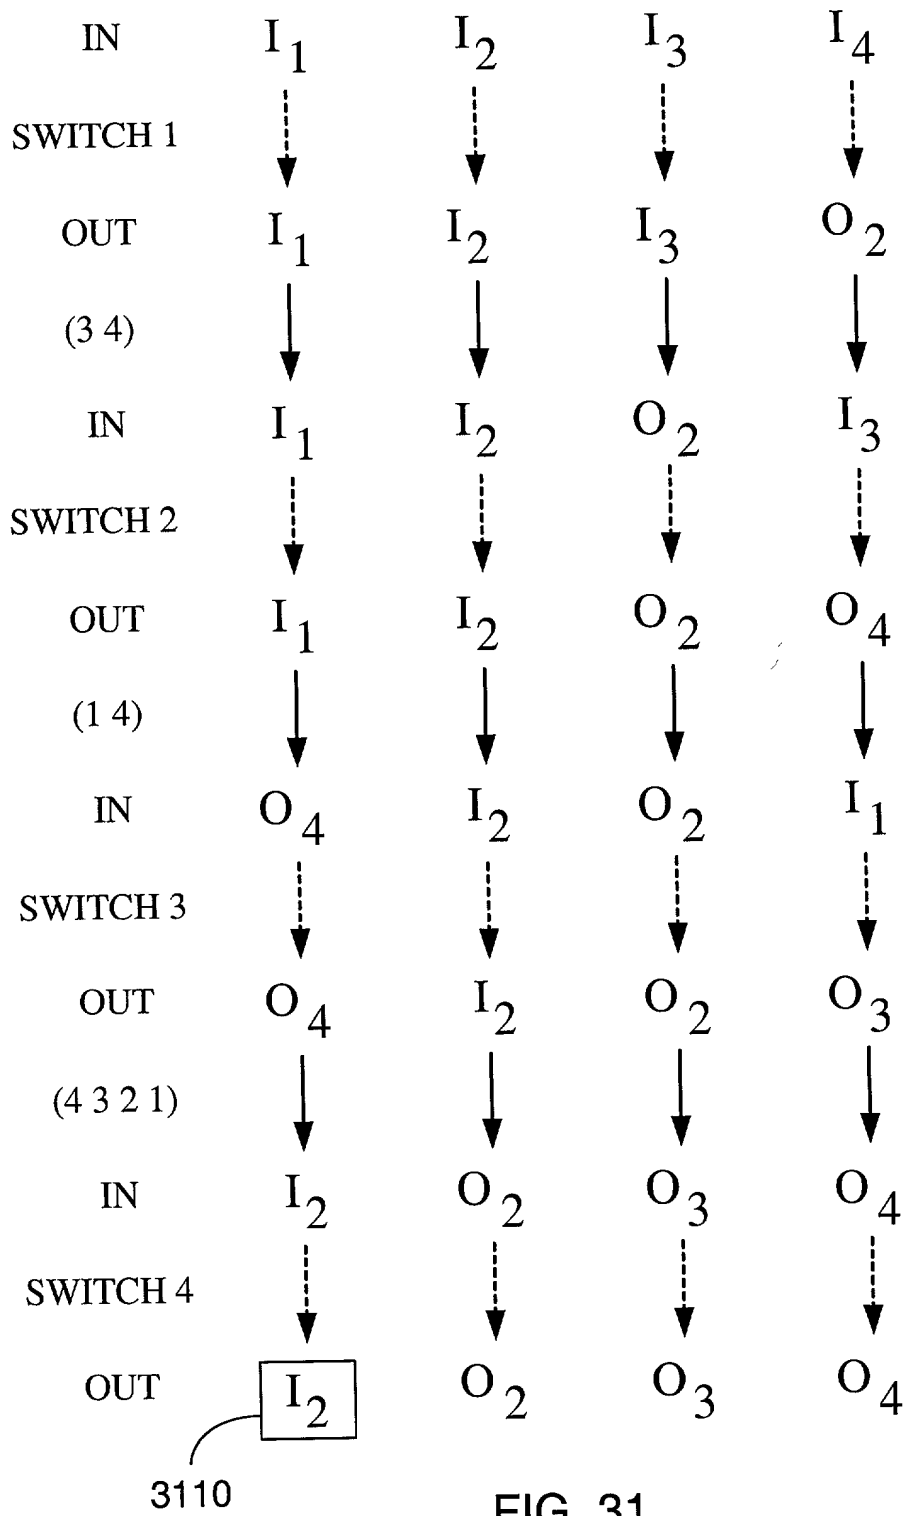 IN I1 I2 I3 I4
SWITCH 1
OUT I1 I2 I3 O2
(3 4)
IN I1 I2 O2 I3
SWITCH 2
OUT I1 I2 O2 O4
(1 4)
IN O4 I2 O2 I1
SWITCH 3
OUT O4 I2 O2 O3
(4 3 2 1)
IN I2 O2 O3 O4
SWITCH 4
OUT I2 O2 O3 O4
3110
FIG. 31